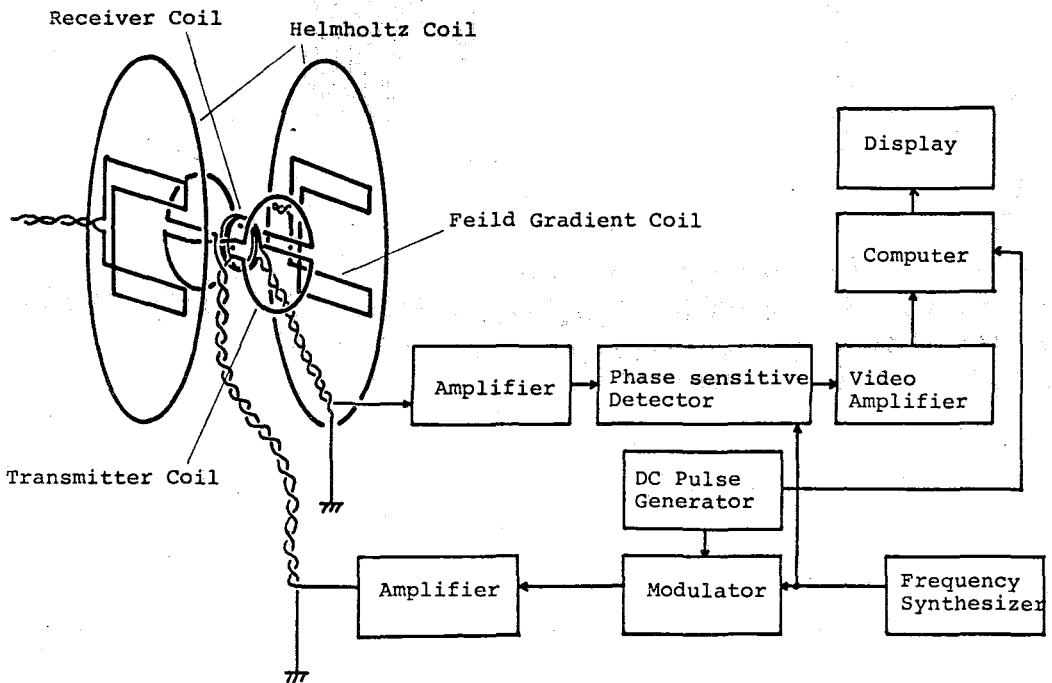 Receiver Coil
Helmholtz Coil
Display
Feild Gradient Coil
Computer
Amplifier
Phase sensitive
Detector
Video
Amplifier
Transmitter Coil
DC Pulse
Generator
Amplifier
Modulator
Frequency
Synthesizer